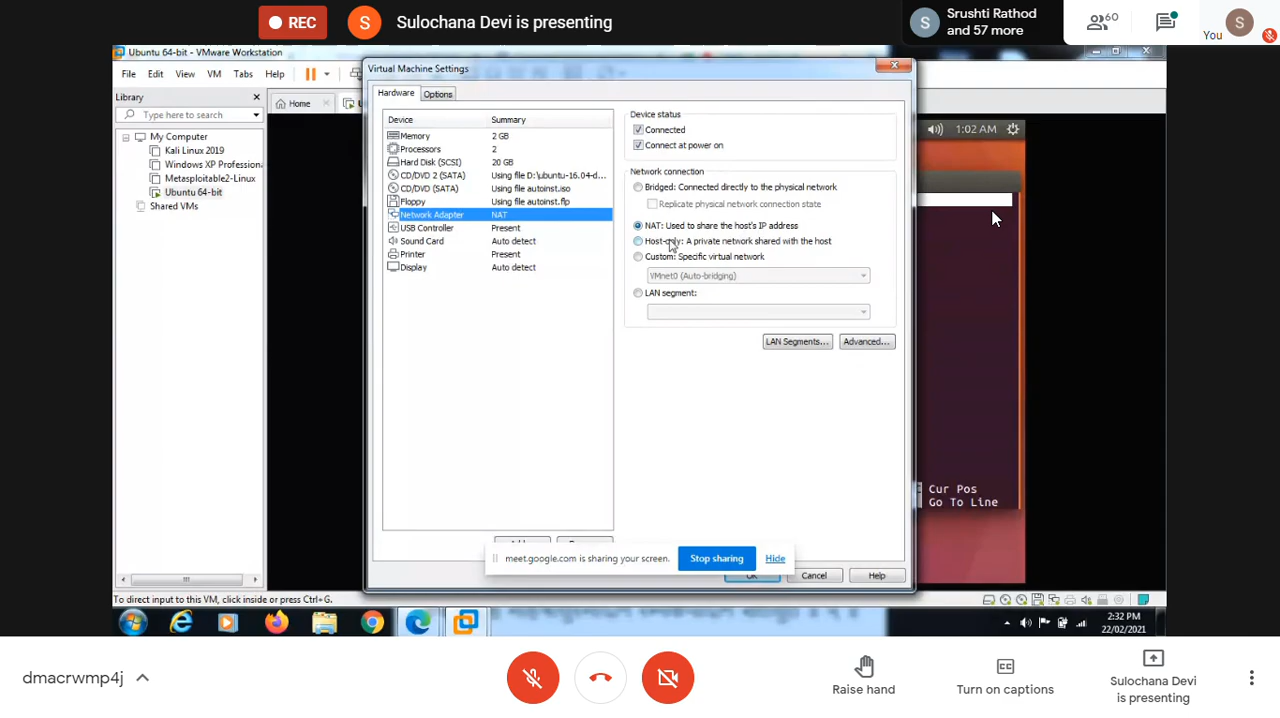 REC
S
Sulochana Devi is presenting
S
Srushti Rathod
and 57 more
60
You
S
Ubuntu 64-bit - VMware Workstation
File Edit View VM Tabs Help
Library
Type here to search
My Computer
Kali Linux 2019
Windows XP Profession
Metasploitable2-Linux
Ubuntu 64-bit
Shared VMs
Home
Virtual Machine Settings
Hardware Options
Device Summary
Memory 2 GB
Processors 2
Hard Disk (SCSI) 20 GB
CD/DVD 2 (SATA) Using file D:\ubuntu-16.04-d...
CD/DVD (SATA) Using file autoinst.iso
Floppy Using file autoinst.flp
Network Adapter NAT
USB Controller Present
Sound Card Auto detect
Printer Present
Display Auto detect
Device status
Connected
Connect at power on
Network connection
Bridged: Connected directly to the physical network
Replicate physical network connection state
NAT: Used to share the host's IP address
Host-only: A private network shared with the host
Custom: Specific virtual network
VMnet0 (Auto-bridging)
LAN segment:
LAN Segments... Advanced...
1:02 AM
Cur Pos
Go To Line
meet.google.com is sharing your screen. Stop sharing Hide
OK Cancel Help
To direct input to this VM, click inside or press Ctrl+G.
2:32 PM
22/02/2021
dmacrwmp4j
Raise hand
Turn on captions
Sulochana Devi
is presenting